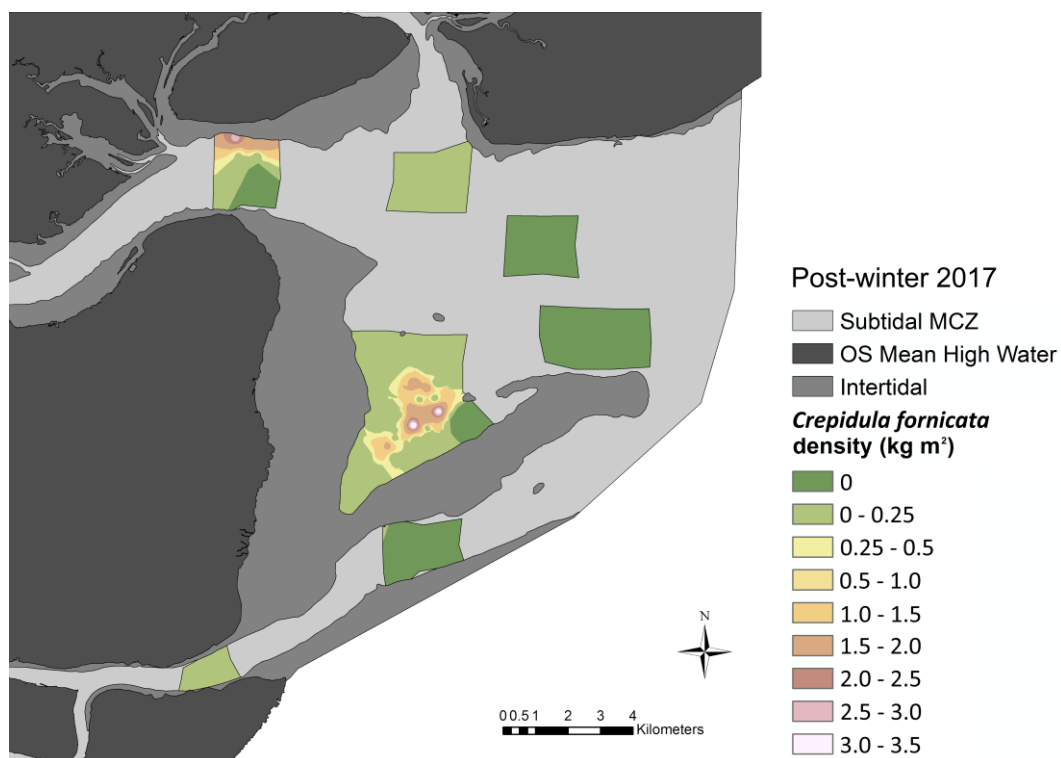 Post-winter 2017
Subtidal MCZ
OS Mean High Water
Intertidal
Crepidula fornicata
density (kg m²)
0
0 - 0.25
0.25 - 0.5
0.5 - 1.0
1.0 - 1.5
1.5 - 2.0
2.0 - 2.5
2.5 - 3.0
3.0 - 3.5
N
0 0.5 1 2 3 4
Kilometers